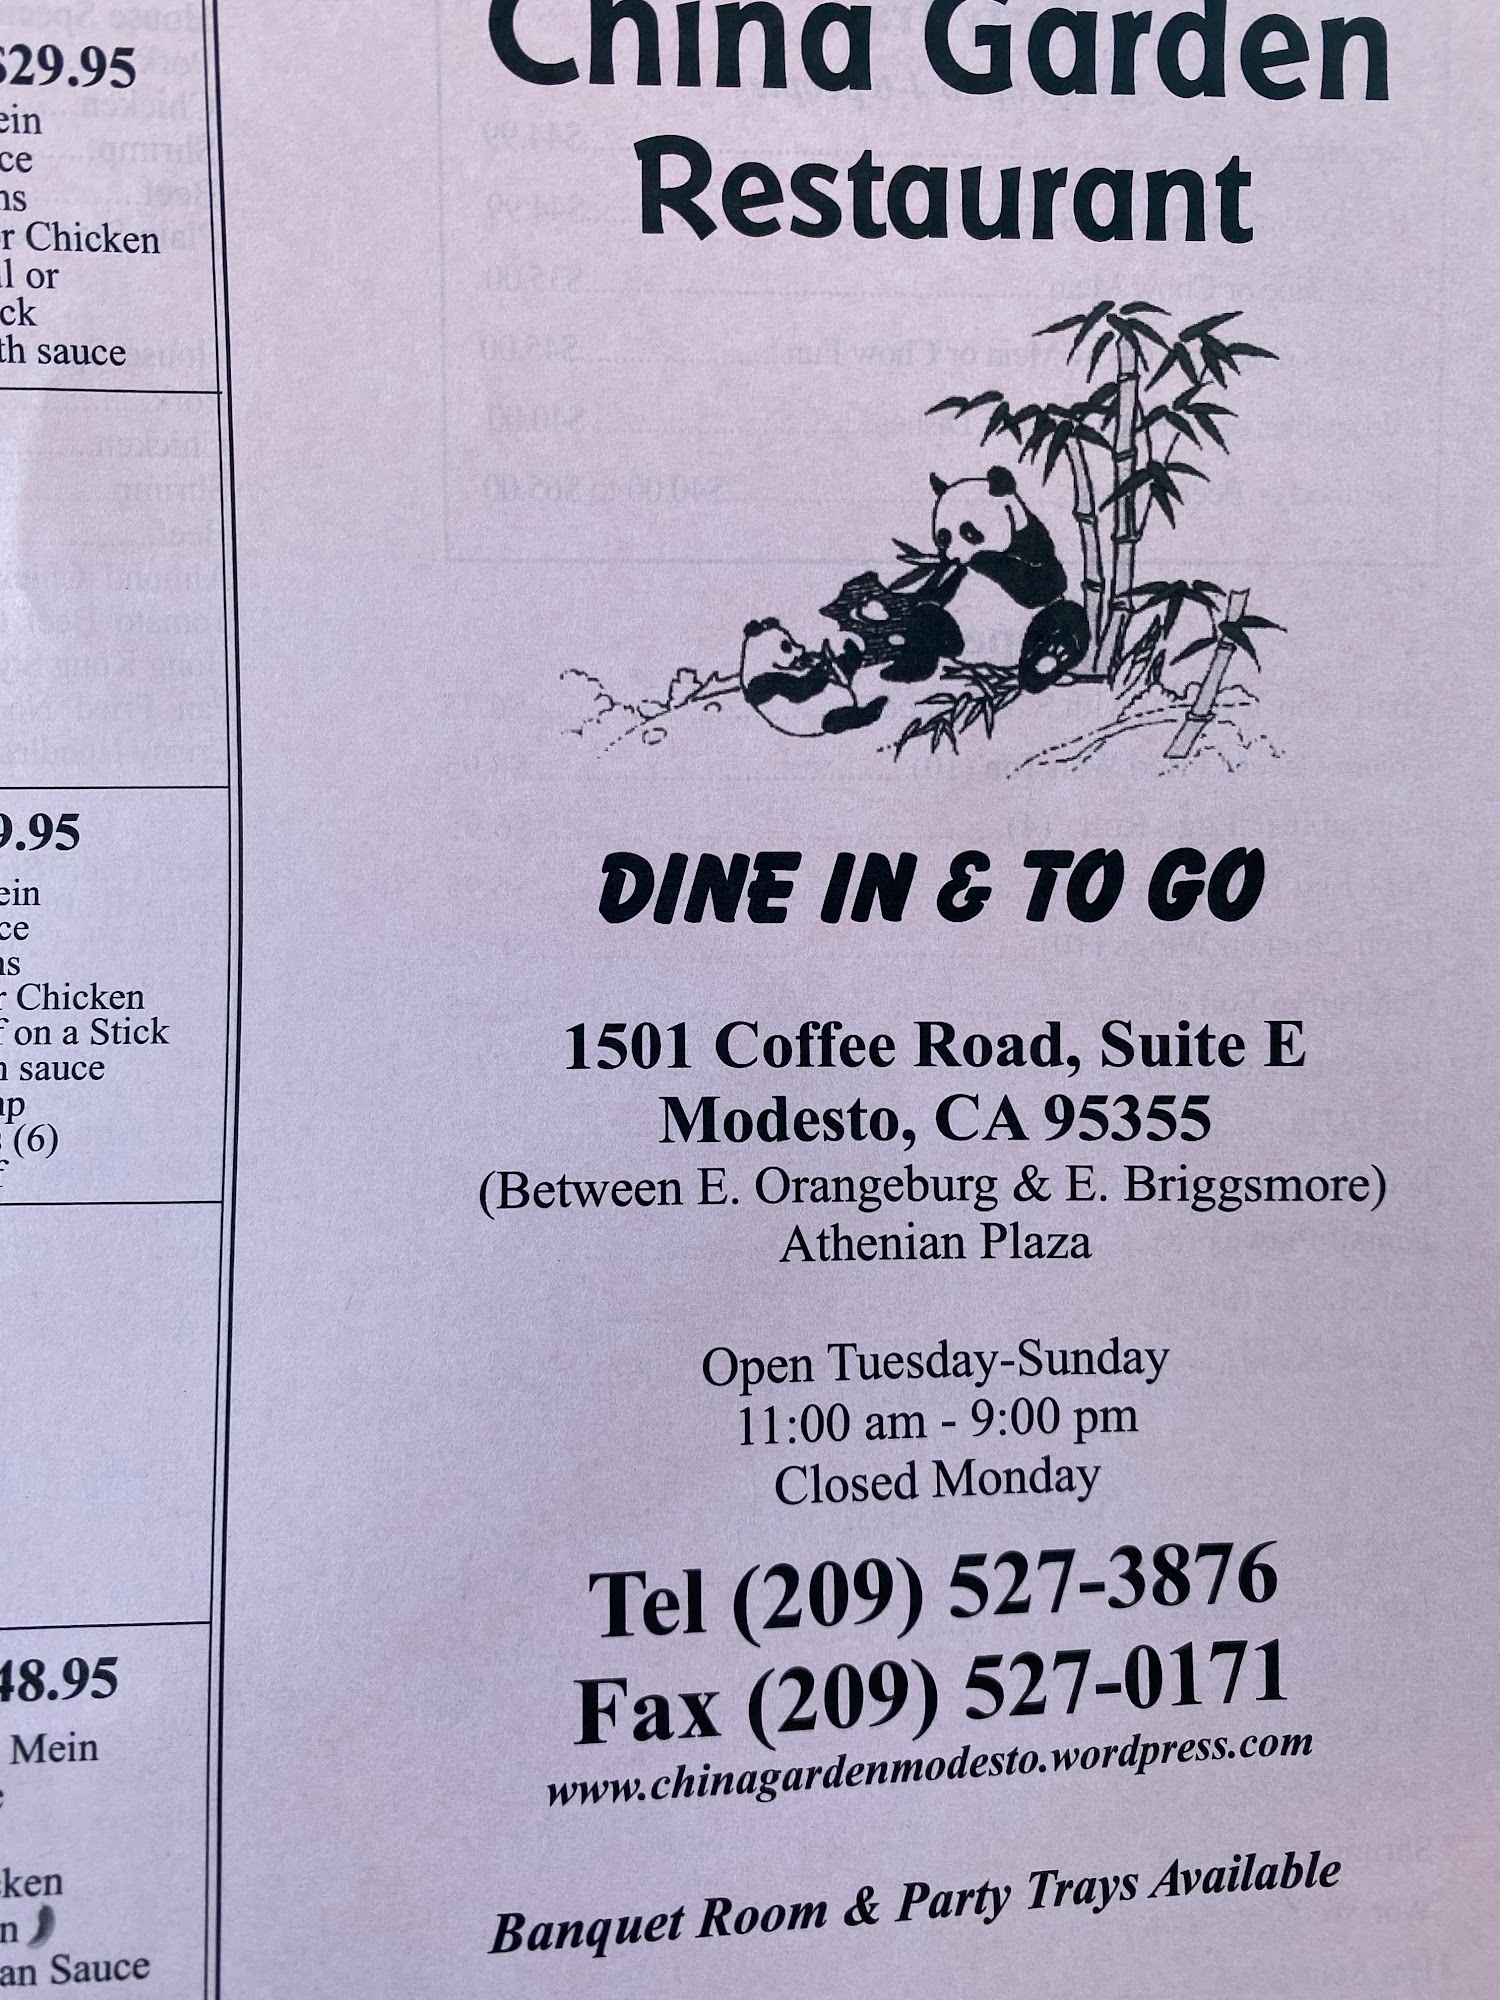 $29.95
r Chicken
or
th sauce
9.95
r Chicken
on a Stick
sauce
(6)
48.95
Mein
an Sauce
China Garden
Restaurant
DINE IN & TO GO
1501 Coffee Road, Suite E
Modesto, CA 95355
(Between E. Orangeburg & E. Briggsmore)
Athenian Plaza
Open Tuesday-Sunday
11:00 am - 9:00 pm
Closed Monday
Tel (209) 527-3876
Fax (209) 527-0171
www.chinagardenmodesto.wordpress.com
Banquet Room & Party Trays Available